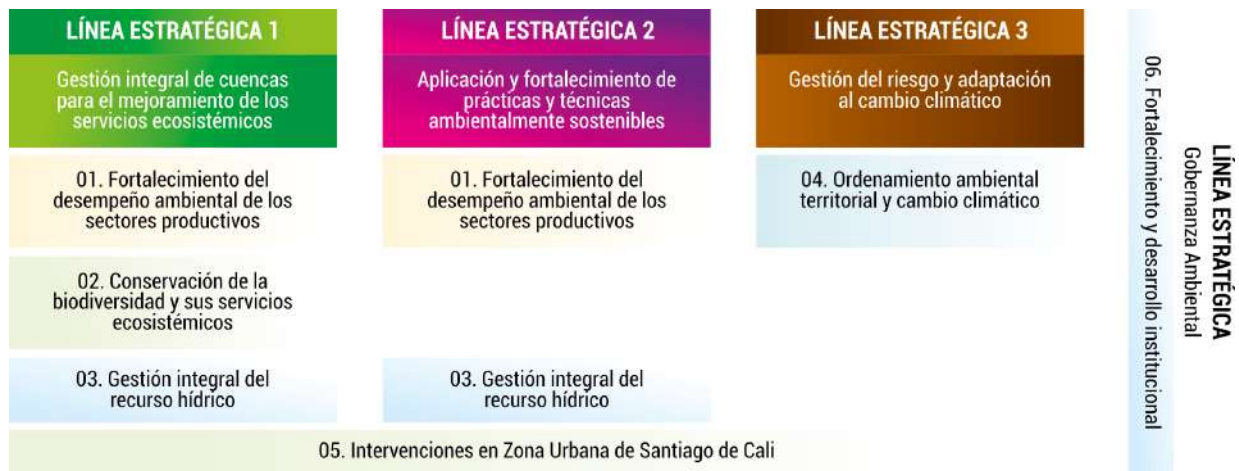 LÍNEA ESTRATÉGICA 1
Gestión integral de cuencas
para el mejoramiento de los
servicios ecosistémicos
01. Fortalecimiento del
desempeño ambiental de los
sectores productivos
02. Conservación de la
biodiversidad y sus servicios
ecosistémicos
03. Gestión integral del
recurso hídrico
LÍNEA ESTRATÉGICA 2
Aplicación y fortalecimiento de
prácticas y técnicas
ambientalmente sostenibles
01. Fortalecimiento del
desempeño ambiental de los
sectores productivos
03. Gestión integral del
recurso hídrico
LÍNEA ESTRATÉGICA 3
Gestión del riesgo y adaptación
al cambio climático
04. Ordenamiento ambiental
territorial y cambio climático
05. Intervenciones en Zona Urbana de Santiago de Cali
LÍNEA ESTRATÉGICA
Gobernanza Ambiental
06. Fortalecimiento y desarrollo institucional